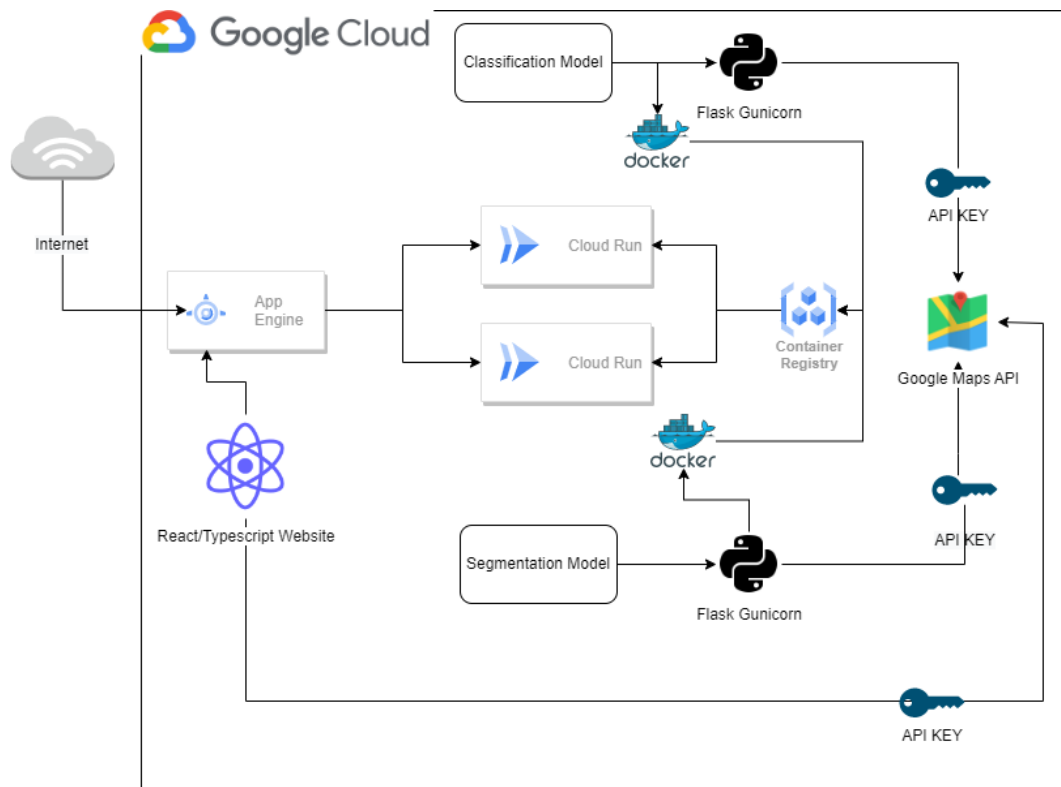 Google Cloud
Classification Model
Flask Gunicorn
docker
API KEY
Internet
Cloud Run
App
Engine
Container
Registry
Cloud Run
Google Maps API
docker
React/Typescript Website
API KEY
Segmentation Model
Flask Gunicorn
API KEY